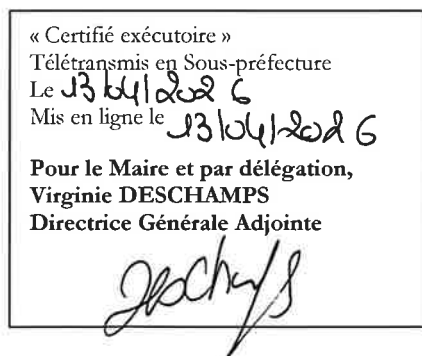 « Certifié exécutoire »
Télétransmis en Sous-préfecture
Le 13/04/2026
Mis en ligne le 13/04/2026
Pour le Maire et par délégation,
Virginie DESCHAMPS
Directrice Générale Adjointe
Deschamps